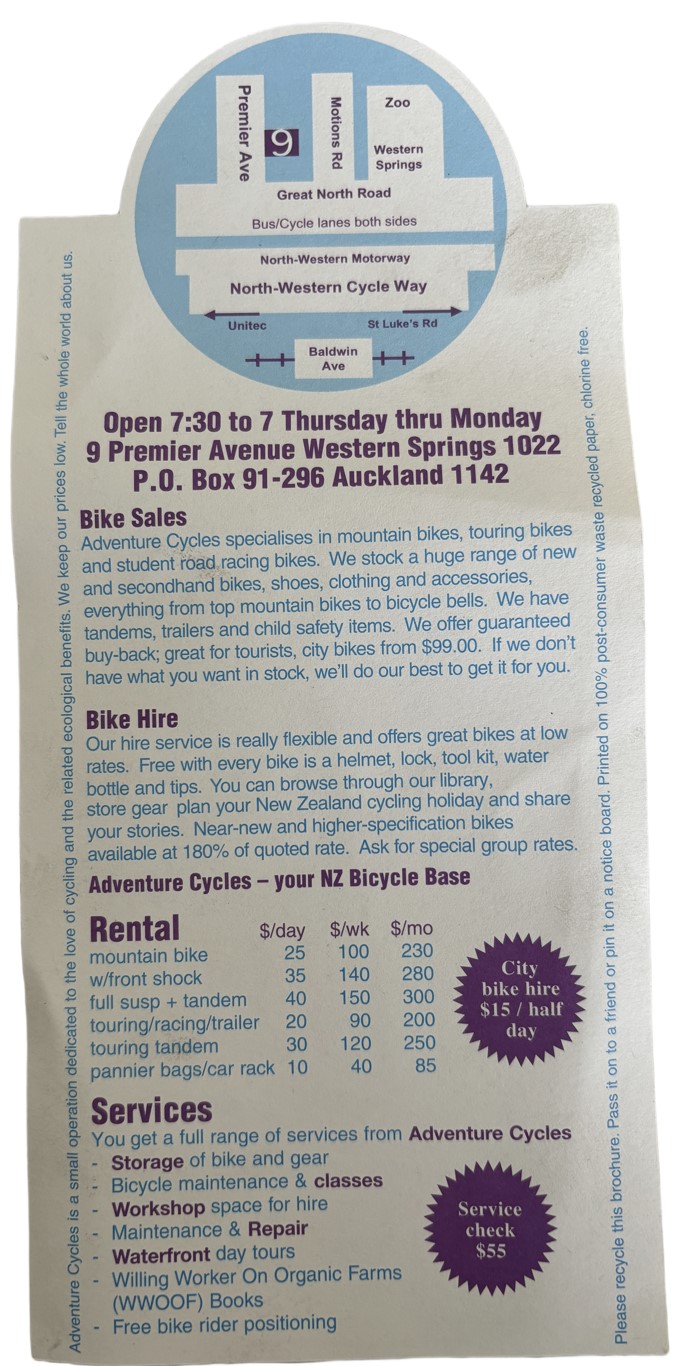 Premier Ave
9
Motions Rd
Zoo
Western
Springs
Great North Road
Bus/Cycle lanes both sides
North-Western Motorway
North-Western Cycle Way
Unitec
St Luke's Rd
Baldwin
Ave
Open 7:30 to 7 Thursday thru Monday
9 Premier Avenue Western Springs 1022
P.O. Box 91-296 Auckland 1142
Bike Sales
Adventure Cycles specialises in mountain bikes, touring bikes
and student road racing bikes. We stock a huge range of new
and secondhand bikes, shoes, clothing and accessories,
everything from top mountain bikes to bicycle bells. We have
tandems, trailers and child safety items. We offer guaranteed
buy-back; great for tourists, city bikes from $99.00. If we don't
have what you want in stock, we'll do our best to get it for you.
Bike Hire
Our hire service is really flexible and offers great bikes at low
rates. Free with every bike is a helmet, lock, tool kit, water
bottle and tips. You can browse through our library,
store gear plan your New Zealand cycling holiday and share
your stories. Near-new and higher-specification bikes
available at 180% of quoted rate. Ask for special group rates.
Adventure Cycles – your NZ Bicycle Base
Rental $/day $/wk $/mo
mountain bike 25 100 230
w/front shock 35 140 280
full susp + tandem 40 150 300
touring/racing/trailer 20 90 200
touring tandem 30 120 250
pannier bags/car rack 10 40 85
City
bike hire
$15 / half
day
Services
You get a full range of services from Adventure Cycles
- Storage of bike and gear
- Bicycle maintenance & classes
- Workshop space for hire
- Maintenance & Repair
- Waterfront day tours
- Willing Worker On Organic Farms
(WWOOF) Books
- Free bike rider positioning
Service
check
$55
Adventure Cycles is a small operation dedicated to the love of cycling and the related ecological benefits. We keep our prices low. Tell the whole world about us.
Please recycle this brochure. Pass it on to a friend or pin it on a notice board. Printed on 100% post-consumer waste recycled paper, chlorine free.